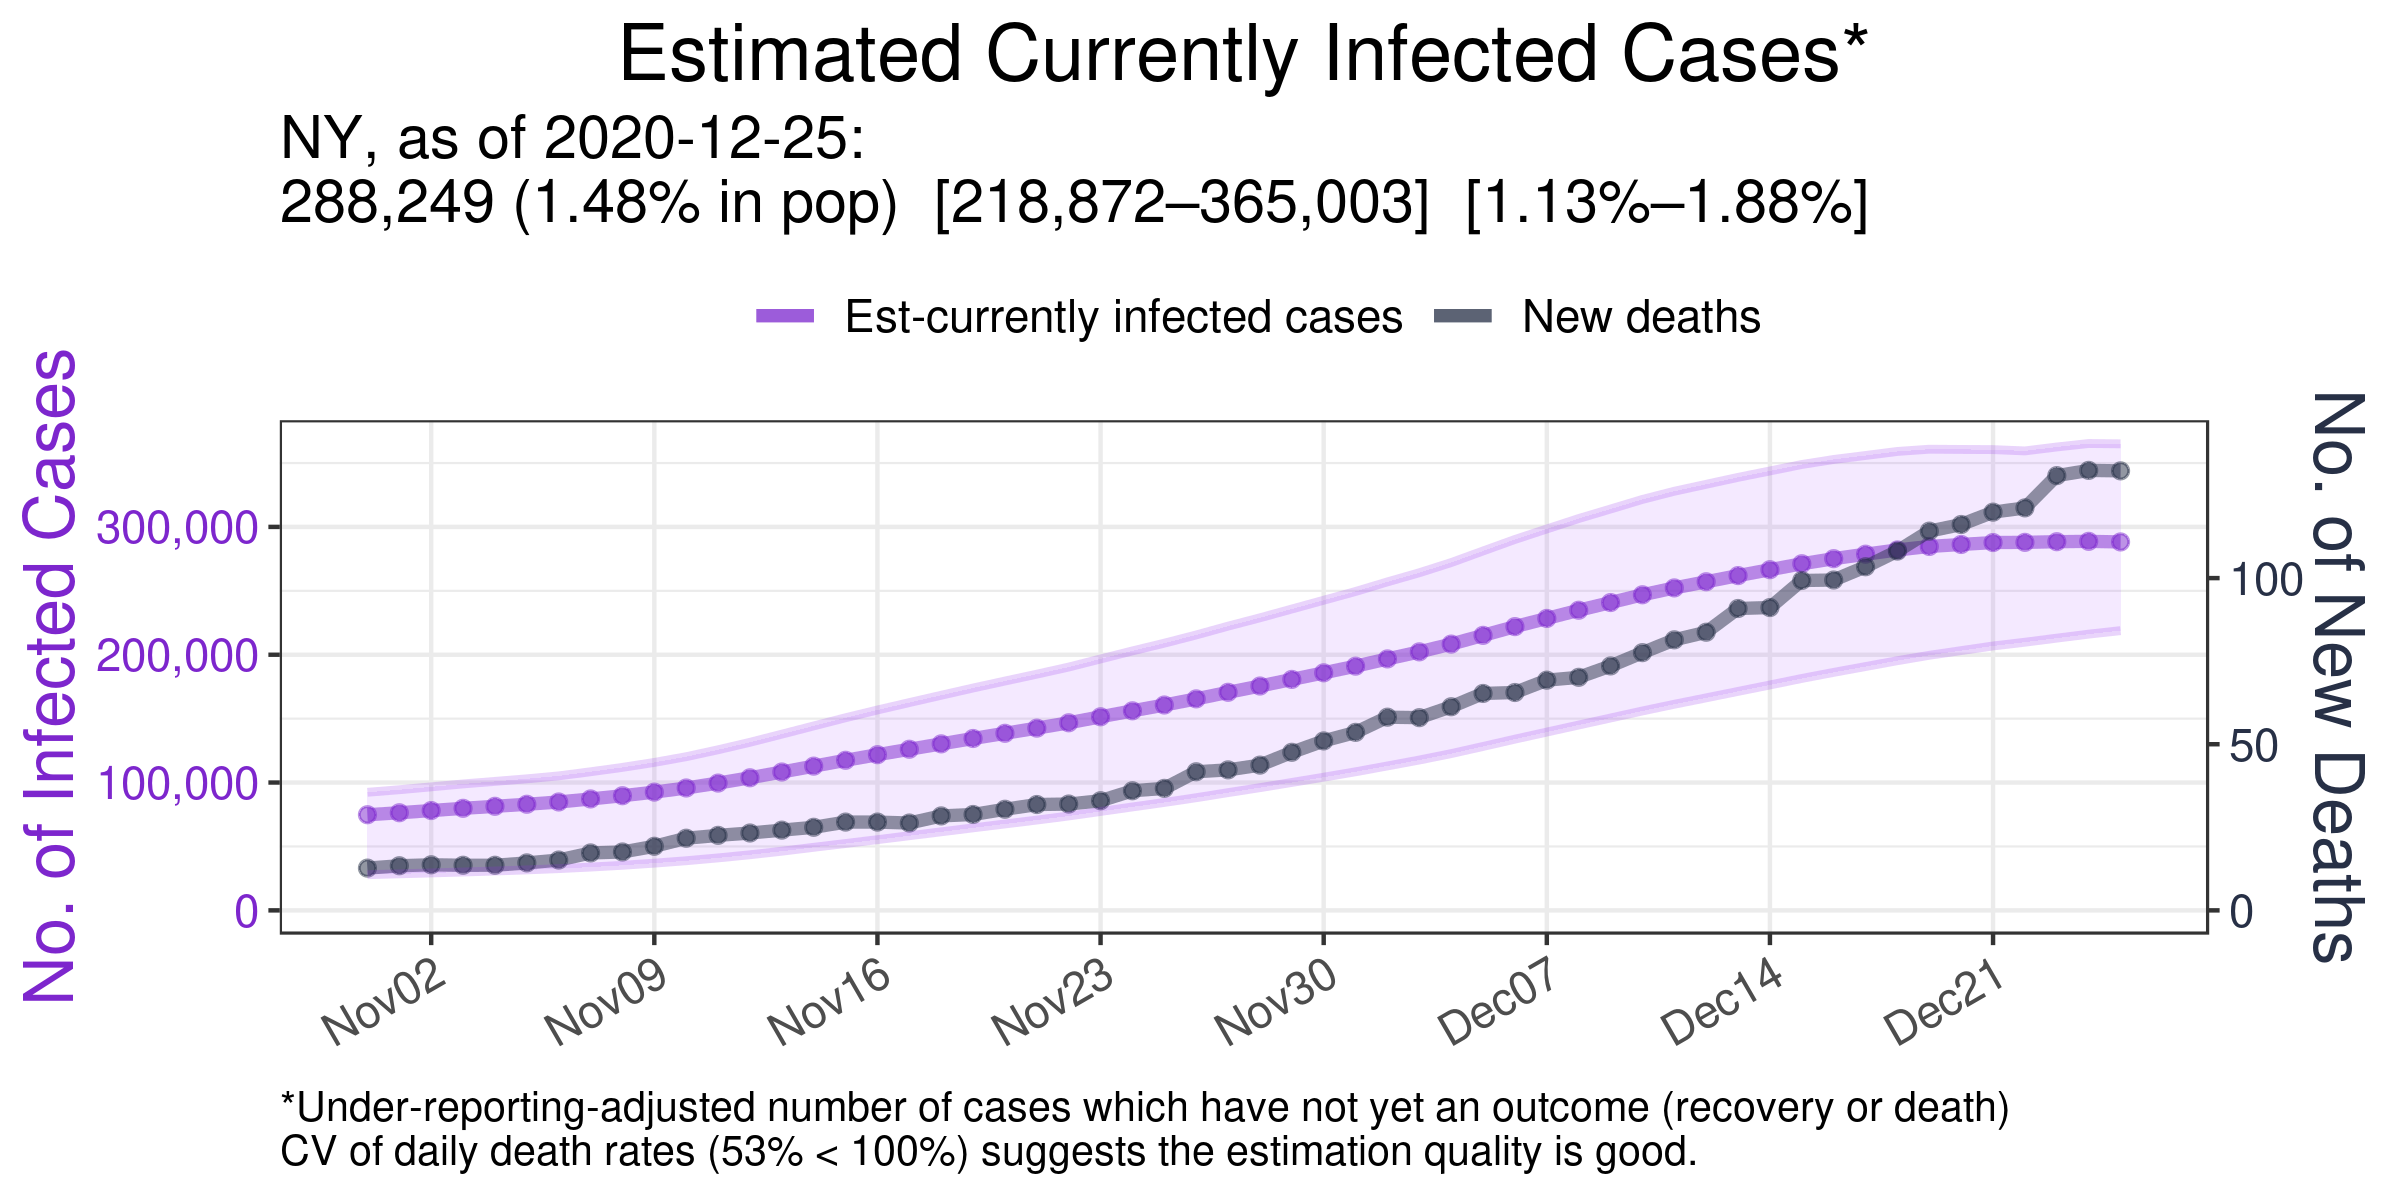 Estimated Currently Infected Cases*
NY, as of 2020-12-25:
288,249 (1.48% in pop)  [218,872–365,003]  [1.13%–1.88%]
Est-currently infected cases
New deaths
No. of Infected Cases
300,000
200,000
100,000
0
100
50
0
No. of New Deaths
Nov02
Nov09
Nov16
Nov23
Nov30
Dec07
Dec14
Dec21
*Under-reporting-adjusted number of cases which have not yet an outcome (recovery or death)
CV of daily death rates (53% < 100%) suggests the estimation quality is good.